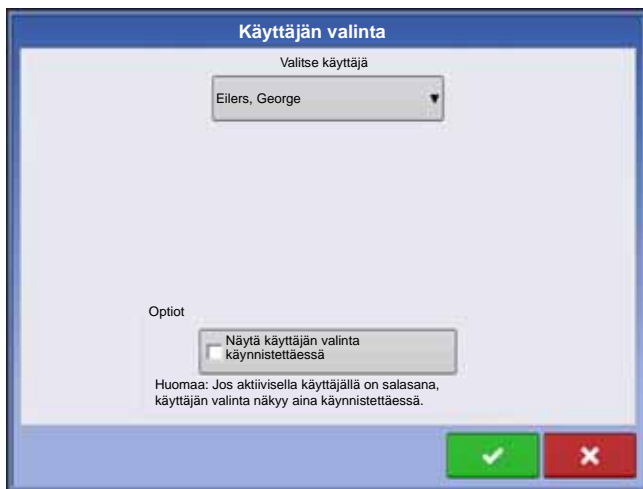 Käyttäjän valinta
Valitse käyttäjä
Eilers, George
Optiot
Näytä käyttäjän valinta
käynnistettäessä
Huomaa: Jos aktiivisella käyttäjällä on salasana,
käyttäjän valinta näkyy aina käynnistettäessä.